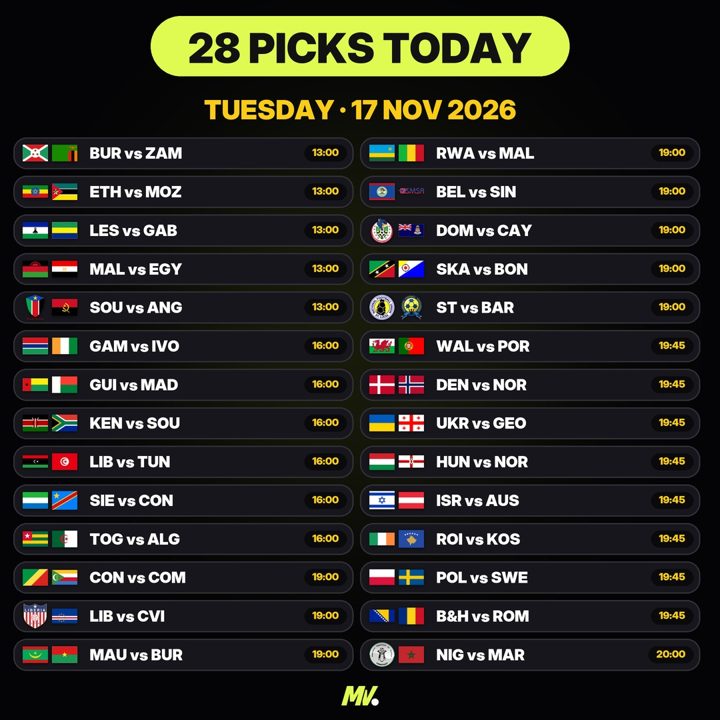 28 PICKS TODAY
TUESDAY · 17 NOV 2026
BUR vs ZAM 13:00
ETH vs MOZ 13:00
LES vs GAB 13:00
MAL vs EGY 13:00
SOU vs ANG 13:00
GAM vs IVO 16:00
GUI vs MAD 16:00
KEN vs SOU 16:00
LIB vs TUN 16:00
SIE vs CON 16:00
TOG vs ALG 16:00
CON vs COM 19:00
LIBERIA
LIB vs CVI 19:00
MAU vs BUR 19:00
RWA vs MAL 19:00
SMSA
BEL vs SIN 19:00
DOM vs CAY 19:00
SKA vs BON 19:00
ST vs BAR 19:00
WAL vs POR 19:45
DEN vs NOR 19:45
UKR vs GEO 19:45
HUN vs NOR 19:45
ISR vs AUS 19:45
ROI vs KOS 19:45
POL vs SWE 19:45
B&H vs ROM 19:45
NIG vs MAR 20:00
MV.